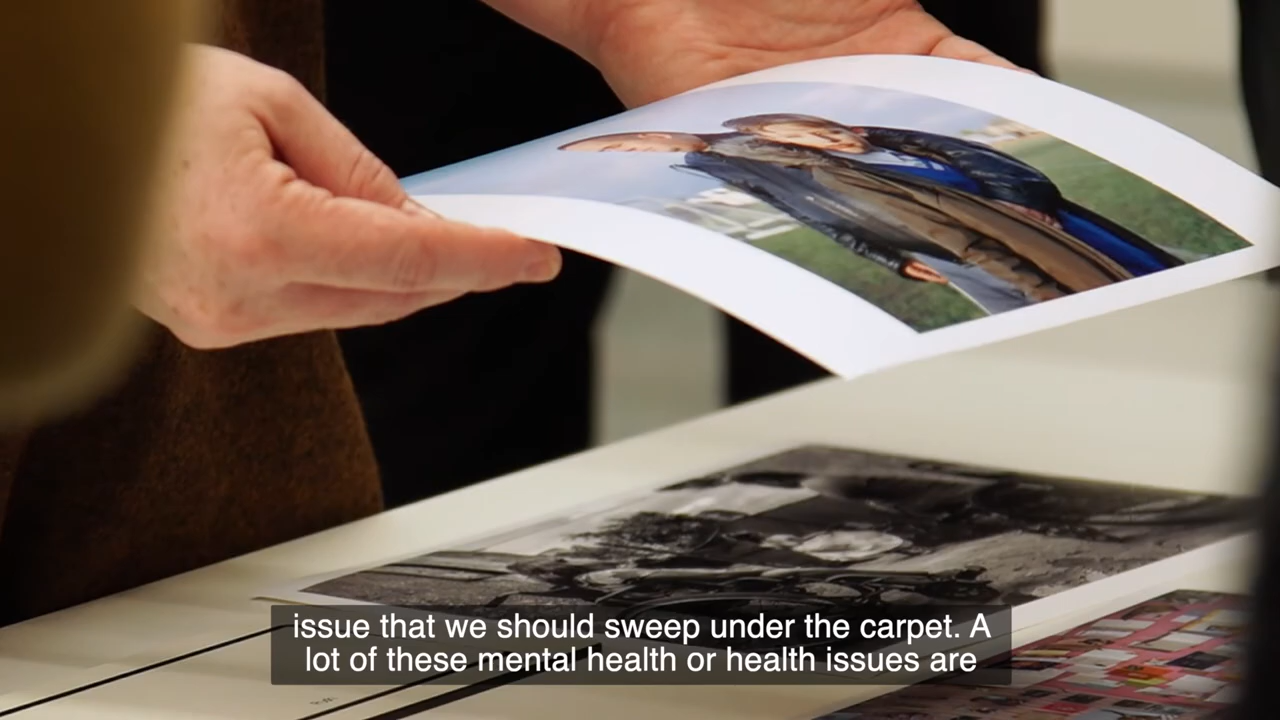 issue that we should sweep under the carpet. A
lot of these mental health or health issues are